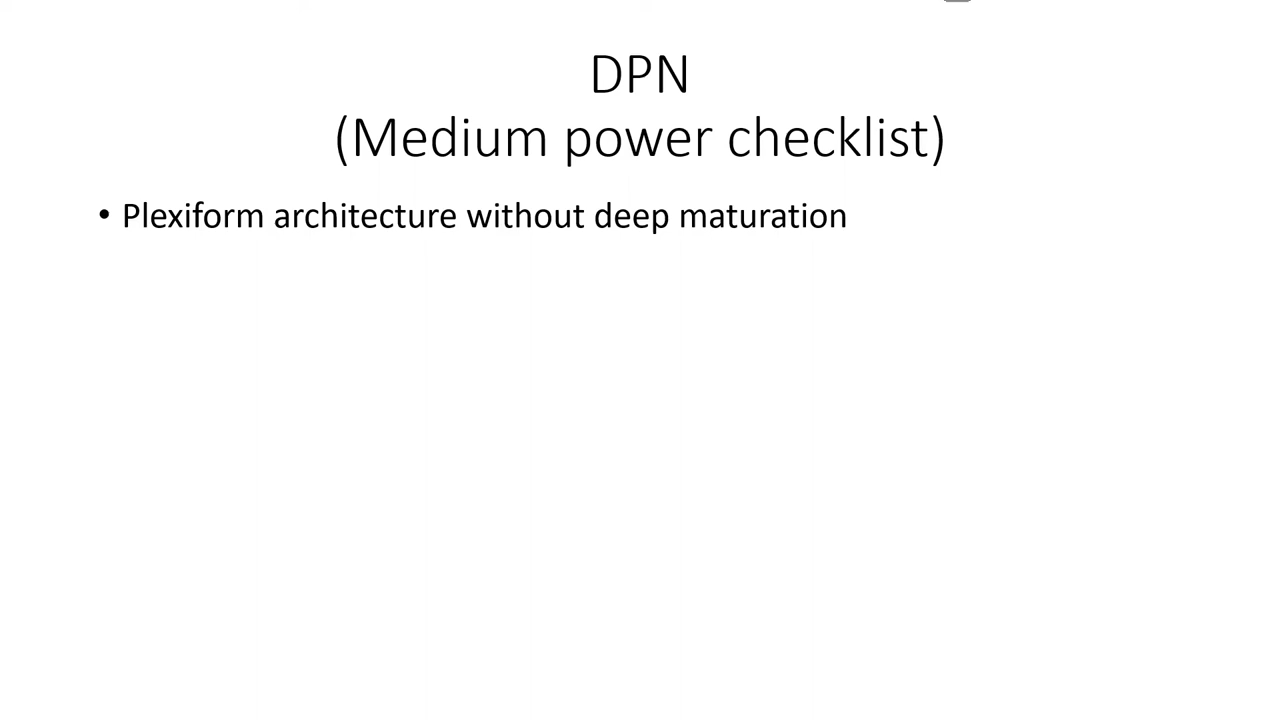 DPN
(Medium power checklist)
• Plexiform architecture without deep maturation